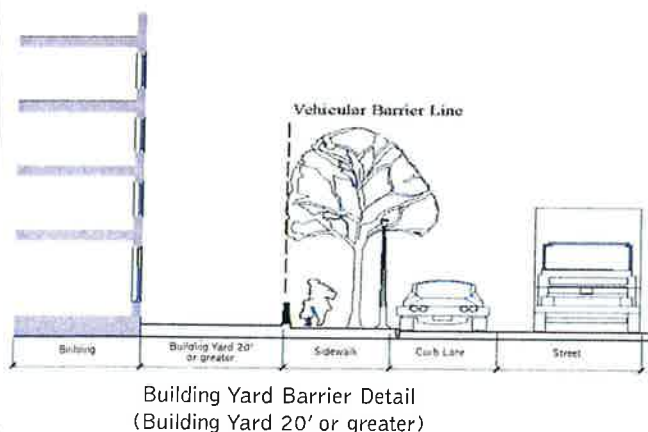 Vehicular Barrier Line
Building
Building Yard 20'
or greater
Sidewalk
Curb Lane
Street
Building Yard Barrier Detail
(Building Yard 20' or greater)